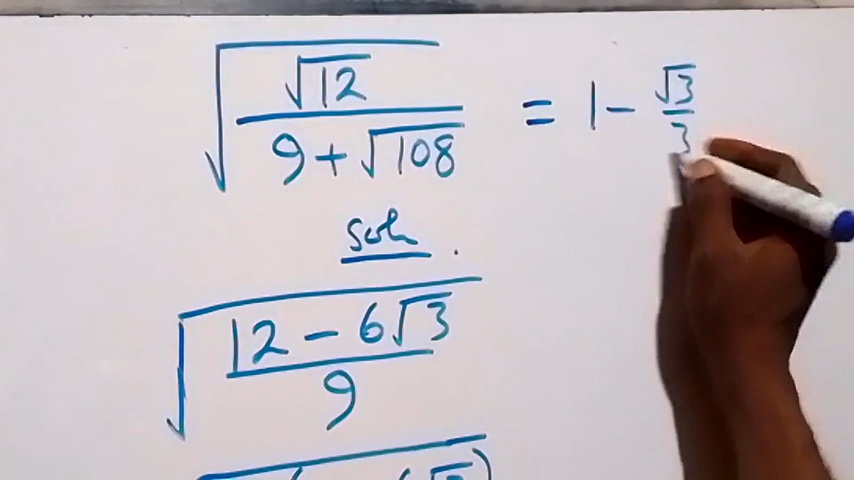 √(√12 / (9 + √108)) = 1 - √3/3
Soln.
√((12 - 6√3) / 9)